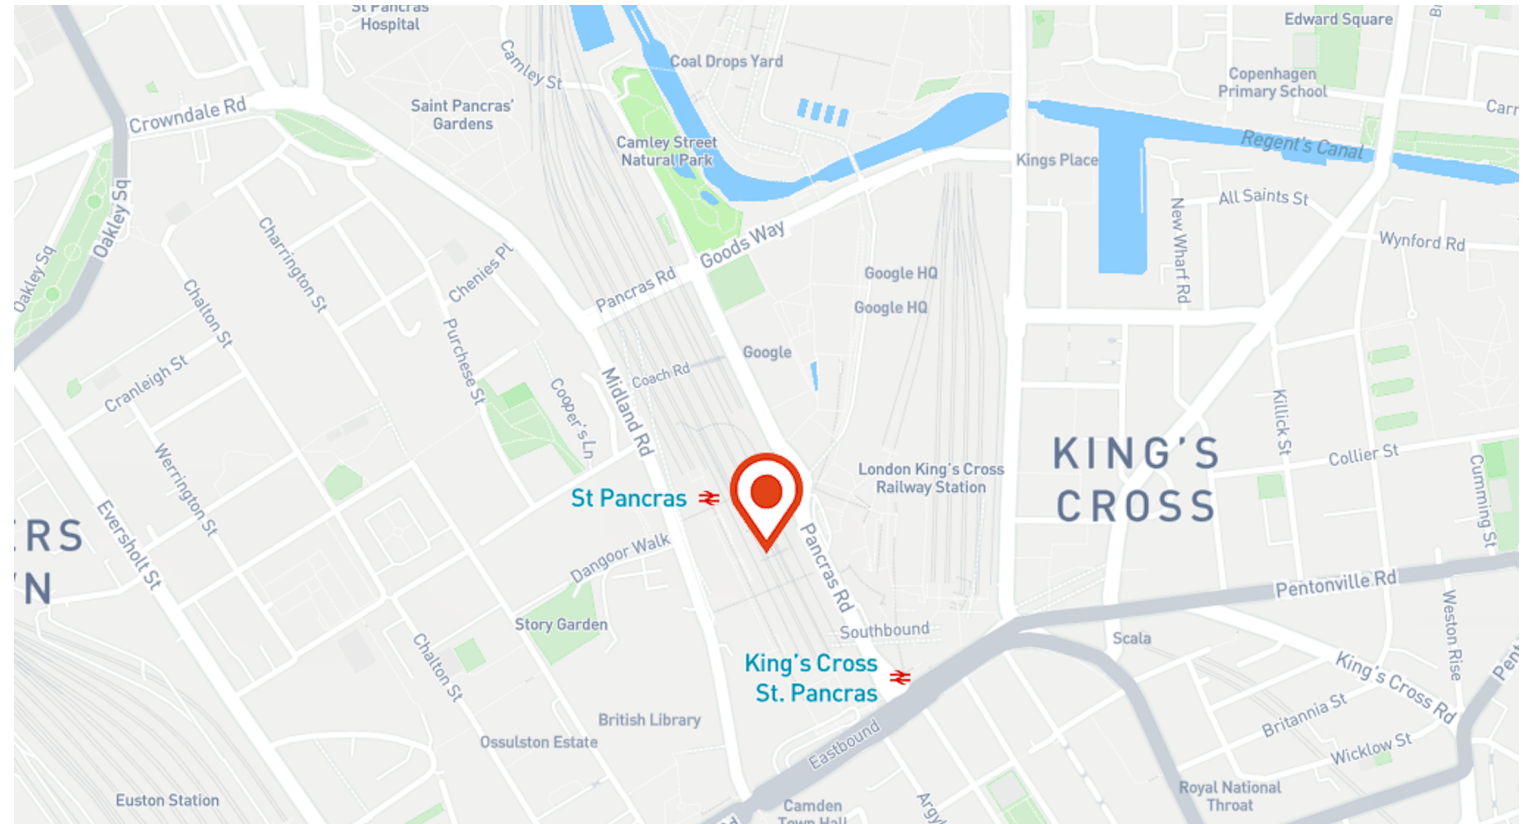 St Pancras
Hospital
Edward Square
Camley St
Coal Drops Yard
Copenhagen
Primary School
Crowndale Rd
Saint Pancras'
Gardens
Camley Street
Natural Park
Regent's Canal
Kings Place
Oakley Sq
All Saints St
New Wharf Rd
Wynford Rd
Charrington St
Goods Way
Oakley Sq
Chenies Pl
Pancras Rd
Google HQ
Google HQ
Chalton St
Purchese St
Google
Coach Rd
Cranleigh St
Midland Rd
Cooper's Ln
Killick St
Werrington St
KING'S
CROSS
Collier St
Cumming St
London King's Cross
Railway Station
St Pancras
Eversholt St
Pancras Rd
Dangoor Walk
Pentonville Rd
Story Garden
Southbound
Scala
Weston Rise
Chalton St
King's Cross
St. Pancras
King's Cross Rd
British Library
Britannia St
Ossulston Estate
Eastbound
Wicklow St
Euston Station
Royal National
Throat
Camden
Town Hall